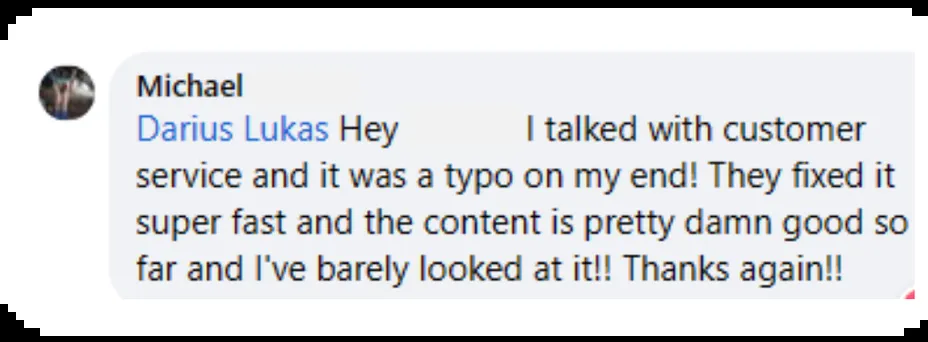 Michael
Darius Lukas Hey I talked with customer
service and it was a typo on my end! They fixed it
super fast and the content is pretty damn good so
far and I've barely looked at it!! Thanks again!!